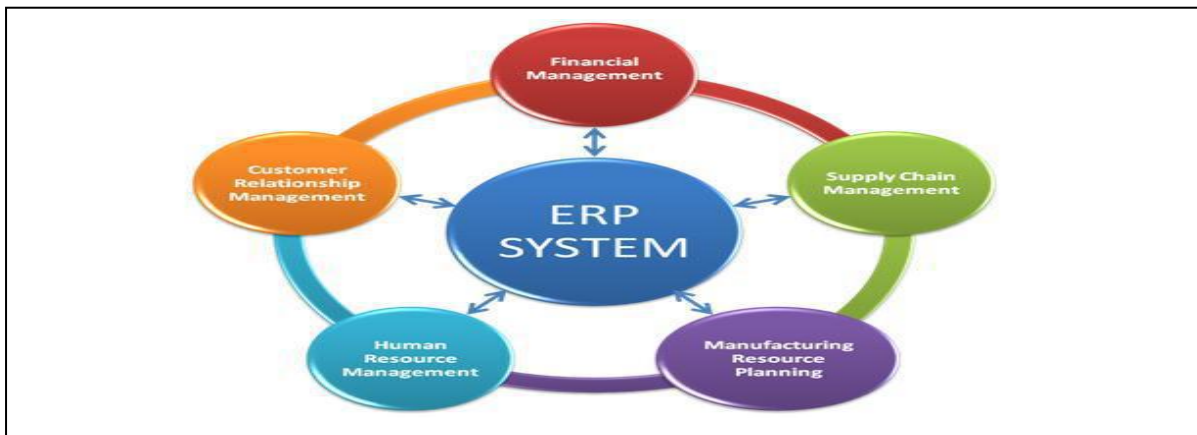 Financial
Management
Customer
Relationship
Management
Supply Chain
Management
ERP
SYSTEM
Human
Resource
Management
Manufacturing
Resource
Planning